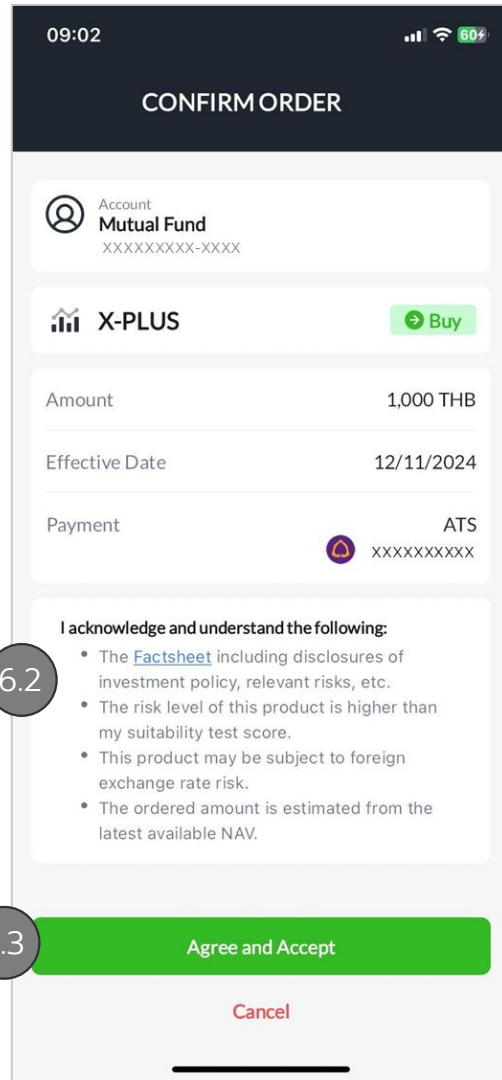 09:02
60
CONFIRM ORDER
Account
Mutual Fund
XXXXXXXXX-XXXX
X-PLUS
Buy
Amount
1,000 THB
Effective Date
12/11/2024
Payment
ATS
XXXXXXXXXX
I acknowledge and understand the following:
6.2
• The Factsheet including disclosures of
investment policy, relevant risks, etc.
• The risk level of this product is higher than
my suitability test score.
• This product may be subject to foreign
exchange rate risk.
• The ordered amount is estimated from the
latest available NAV.
.3
Agree and Accept
Cancel